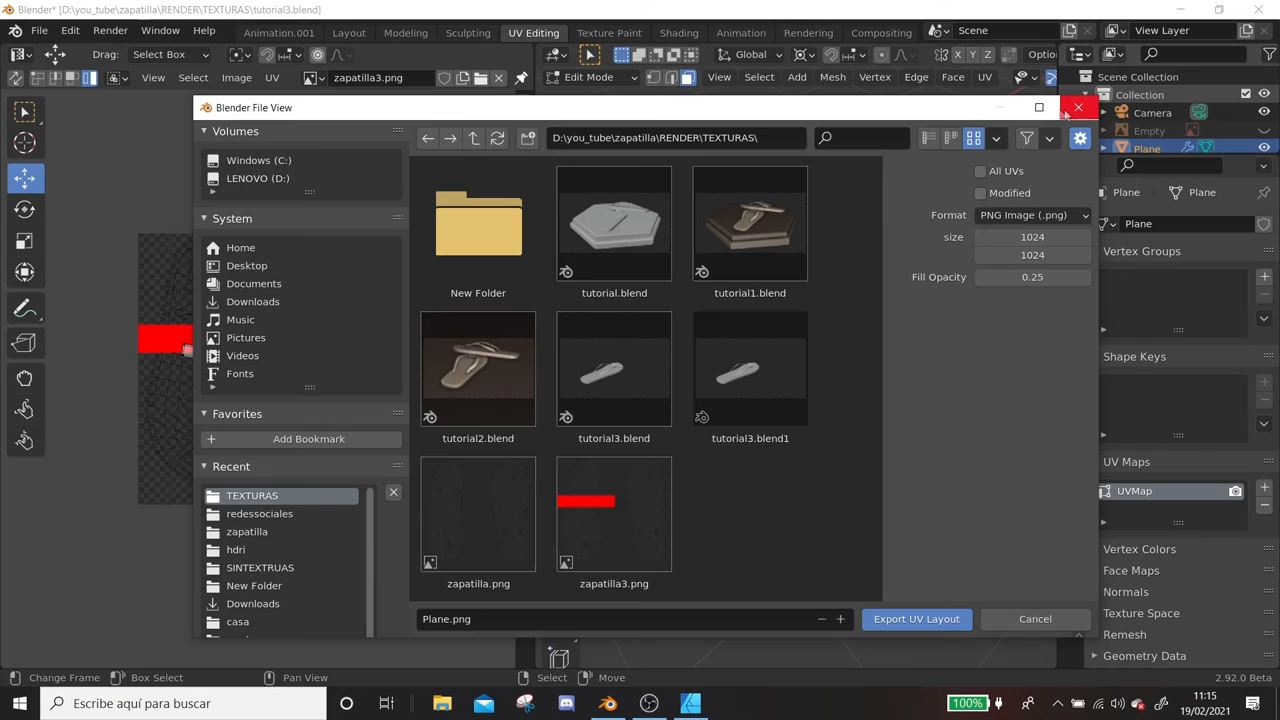 Blender* [D:\you_tube\zapatilla\RENDER\TEXTURAS\tutorial3.blend]
File Edit Render Window Help Animation.001 Layout Modeling Sculpting UV Editing Texture Paint Shading Animation Rendering Compositing Scene View Layer
Drag: Select Box Global X Y Z Optio
View Select Image UV zapatilla3.png Edit Mode View Select Add Mesh Vertex Edge Face UV Scene Collection
Collection
Camera
Empty
Plane
Plane Plane
Plane
Vertex Groups
Shape Keys
UV Maps
UVMap
Vertex Colors
Face Maps
Normals
Texture Space
Remesh
Geometry Data
Blender File View
Volumes
Windows (C:)
LENOVO (D:)
System
Home
Desktop
Documents
Downloads
Music
Pictures
Videos
Fonts
Favorites
Add Bookmark
Recent
TEXTURAS
redessociales
zapatilla
hdri
SINTEXTRUAS
New Folder
Downloads
casa
D:\you_tube\zapatilla\RENDER\TEXTURAS\
New Folder tutorial.blend tutorial1.blend
tutorial2.blend tutorial3.blend tutorial3.blend1
zapatilla.png zapatilla3.png
All UVs
Modified
Format PNG Image (.png)
size 1024
1024
Fill Opacity 0.25
Plane.png Export UV Layout Cancel
Change Frame Box Select Pan View Select Move 2.92.0 Beta
Escribe aquí para buscar 100% 11:15
19/02/2021